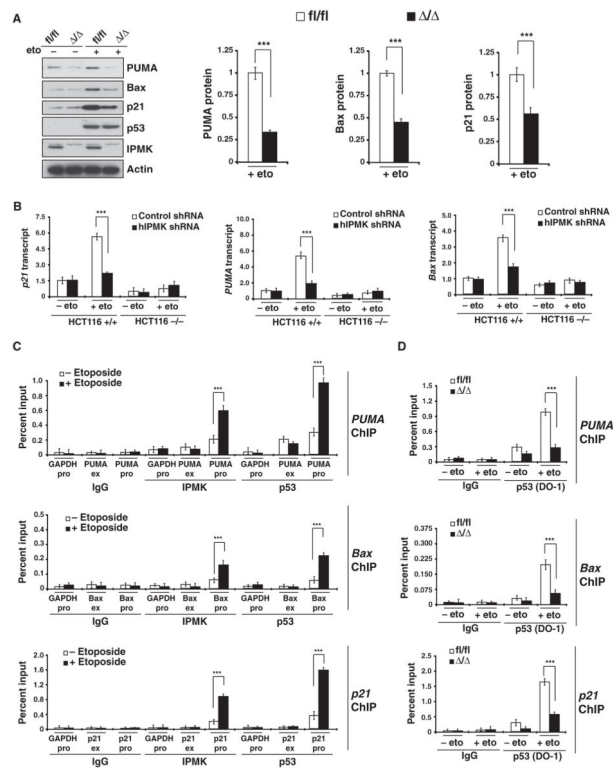 A
fl/fl Δ/Δ fl/fl Δ/Δ
eto – – + +
PUMA
Bax
p21
p53
IPMK
Actin
fl/fl Δ/Δ
PUMA protein
1.25
1
0.75
0.5
0.25
0
***
+ eto
Bax protein
1.25
1
0.75
0.5
0.25
0
***
+ eto
p21 protein
1.25
1
0.75
0.5
0.25
0
***
+ eto
B
p21 transcript
7.5
6.0
4.5
3.0
1.5
0
***
Control shRNA
hIPMK shRNA
– eto + eto – eto + eto
HCT116 +/+ HCT116 –/–
PUMA transcript
10.0
8.0
6.0
4.0
2.0
0
***
Control shRNA
hIPMK shRNA
– eto + eto – eto + eto
HCT116 +/+ HCT116 –/–
Bax transcript
5.0
4.0
3.0
2.0
1.0
0
***
Control shRNA
hIPMK shRNA
– eto + eto – eto + eto
HCT116 +/+ HCT116 –/–
C
– Etoposide
+ Etoposide
Percent input
1.0
0.8
0.6
0.4
0.2
0
***
***
GAPDH PUMA PUMA GAPDH PUMA PUMA GAPDH PUMA PUMA
pro ex pro pro ex pro pro ex pro
IgG IPMK p53
PUMA
ChIP
– Etoposide
+ Etoposide
Percent input
0.5
0.4
0.2
0.1
0
***
***
GAPDH Bax Bax GAPDH Bax Bax GAPDH Bax Bax
pro ex pro pro ex pro pro ex pro
IgG IPMK p53
Bax
ChIP
– Etoposide
+ Etoposide
Percent input
2.0
1.6
1.2
0.8
0.4
0
***
***
GAPDH p21 p21 GAPDH p21 p21 GAPDH p21 p21
pro ex pro pro ex pro pro ex pro
IgG IPMK p53
p21
ChIP
D
fl/fl
Δ/Δ
Percent input
1.5
1.2
0.9
0.6
0.3
0
***
– eto + eto – eto + eto
IgG p53 (DO-1)
PUMA
ChIP
fl/fl
Δ/Δ
Percent input
0.375
0.275
0.175
0.090
0
***
– eto + eto – eto + eto
IgG p53 (DO-1)
Bax
ChIP
fl/fl
Δ/Δ
Percent input
2.5
2.0
1.5
1.0
0.5
0
***
– eto + eto – eto + eto
IgG p53 (DO-1)
p21
ChIP